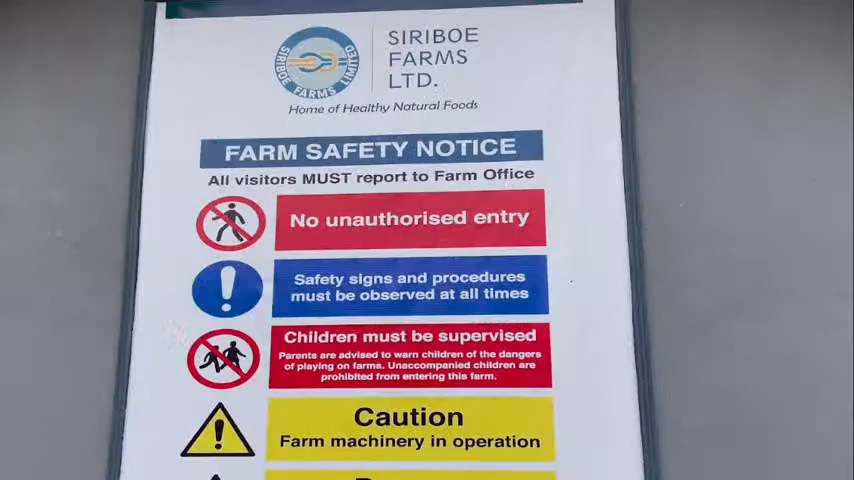 SIRIBOE FARMS LIMITED
SIRIBOE
FARMS
LTD.
Home of Healthy Natural Foods
FARM SAFETY NOTICE
All visitors MUST report to Farm Office
No unauthorised entry
Safety signs and procedures
must be observed at all times
Children must be supervised
Parents are advised to warn children of the dangers
of playing on farms. Unaccompanied children are
prohibited from entering this farm.
Caution
Farm machinery in operation